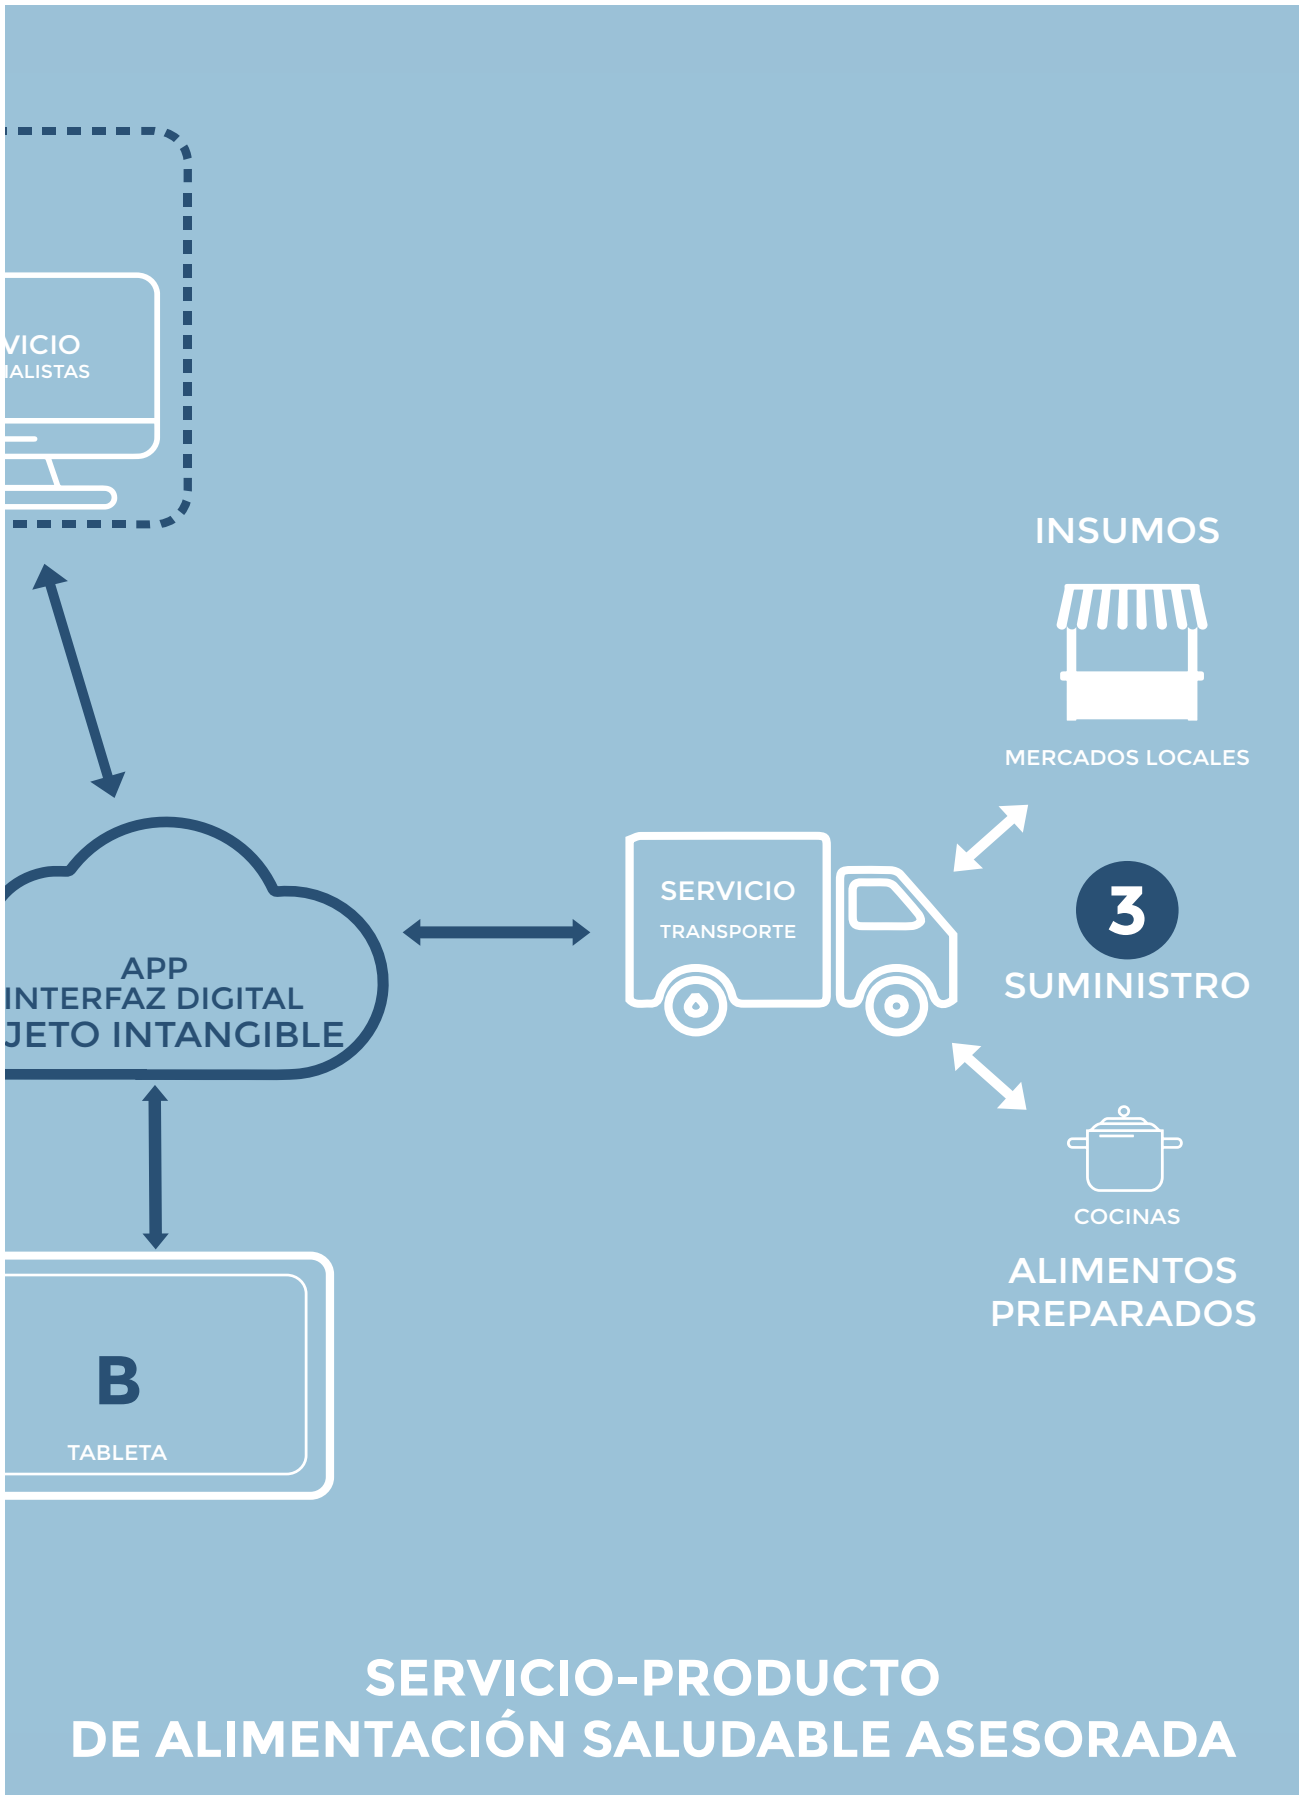 VICIO
IALISTAS
INSUMOS
MERCADOS LOCALES
SERVICIO
TRANSPORTE
3
SUMINISTRO
APP
INTERFAZ DIGITAL
JETO INTANGIBLE
COCINAS
ALIMENTOS
PREPARADOS
B
TABLETA
SERVICIO-PRODUCTO
DE ALIMENTACIÓN SALUDABLE ASESORADA